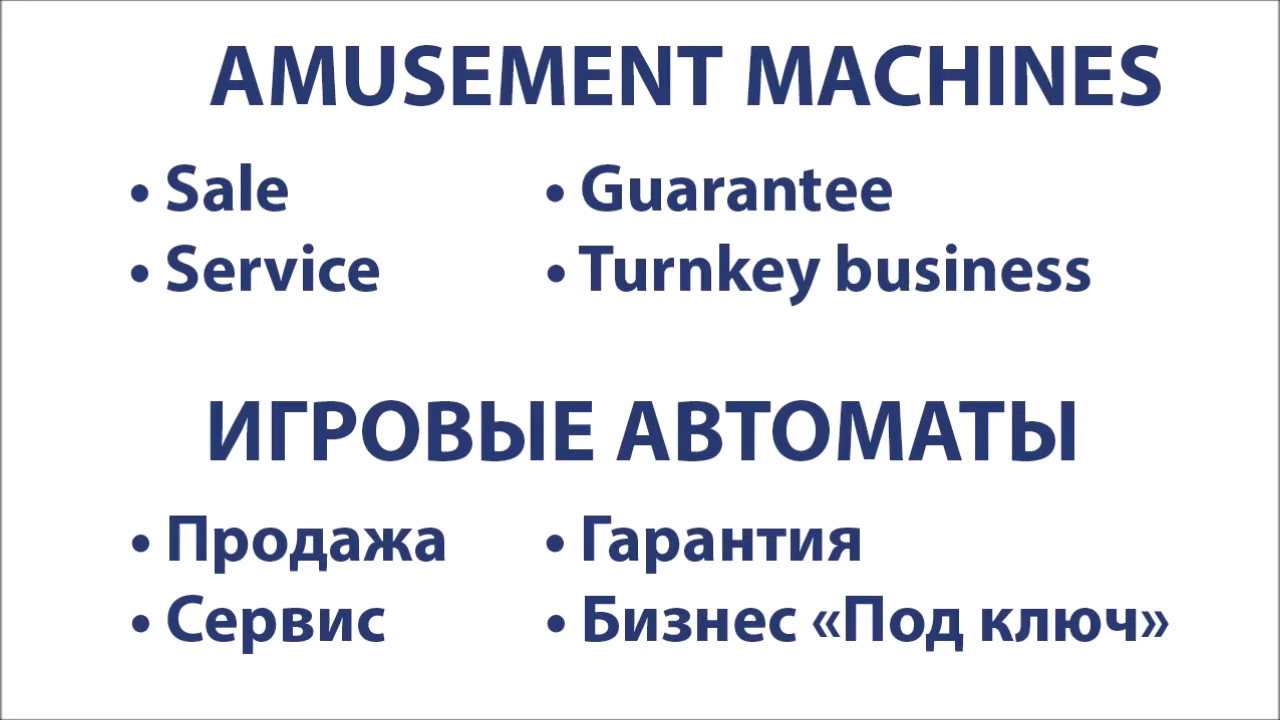 AMUSEMENT MACHINES
• Sale • Guarantee
• Service • Turnkey business
ИГРОВЫЕ АВТОМАТЫ
• Продажа • Гарантия
• Сервис • Бизнес «Под ключ»